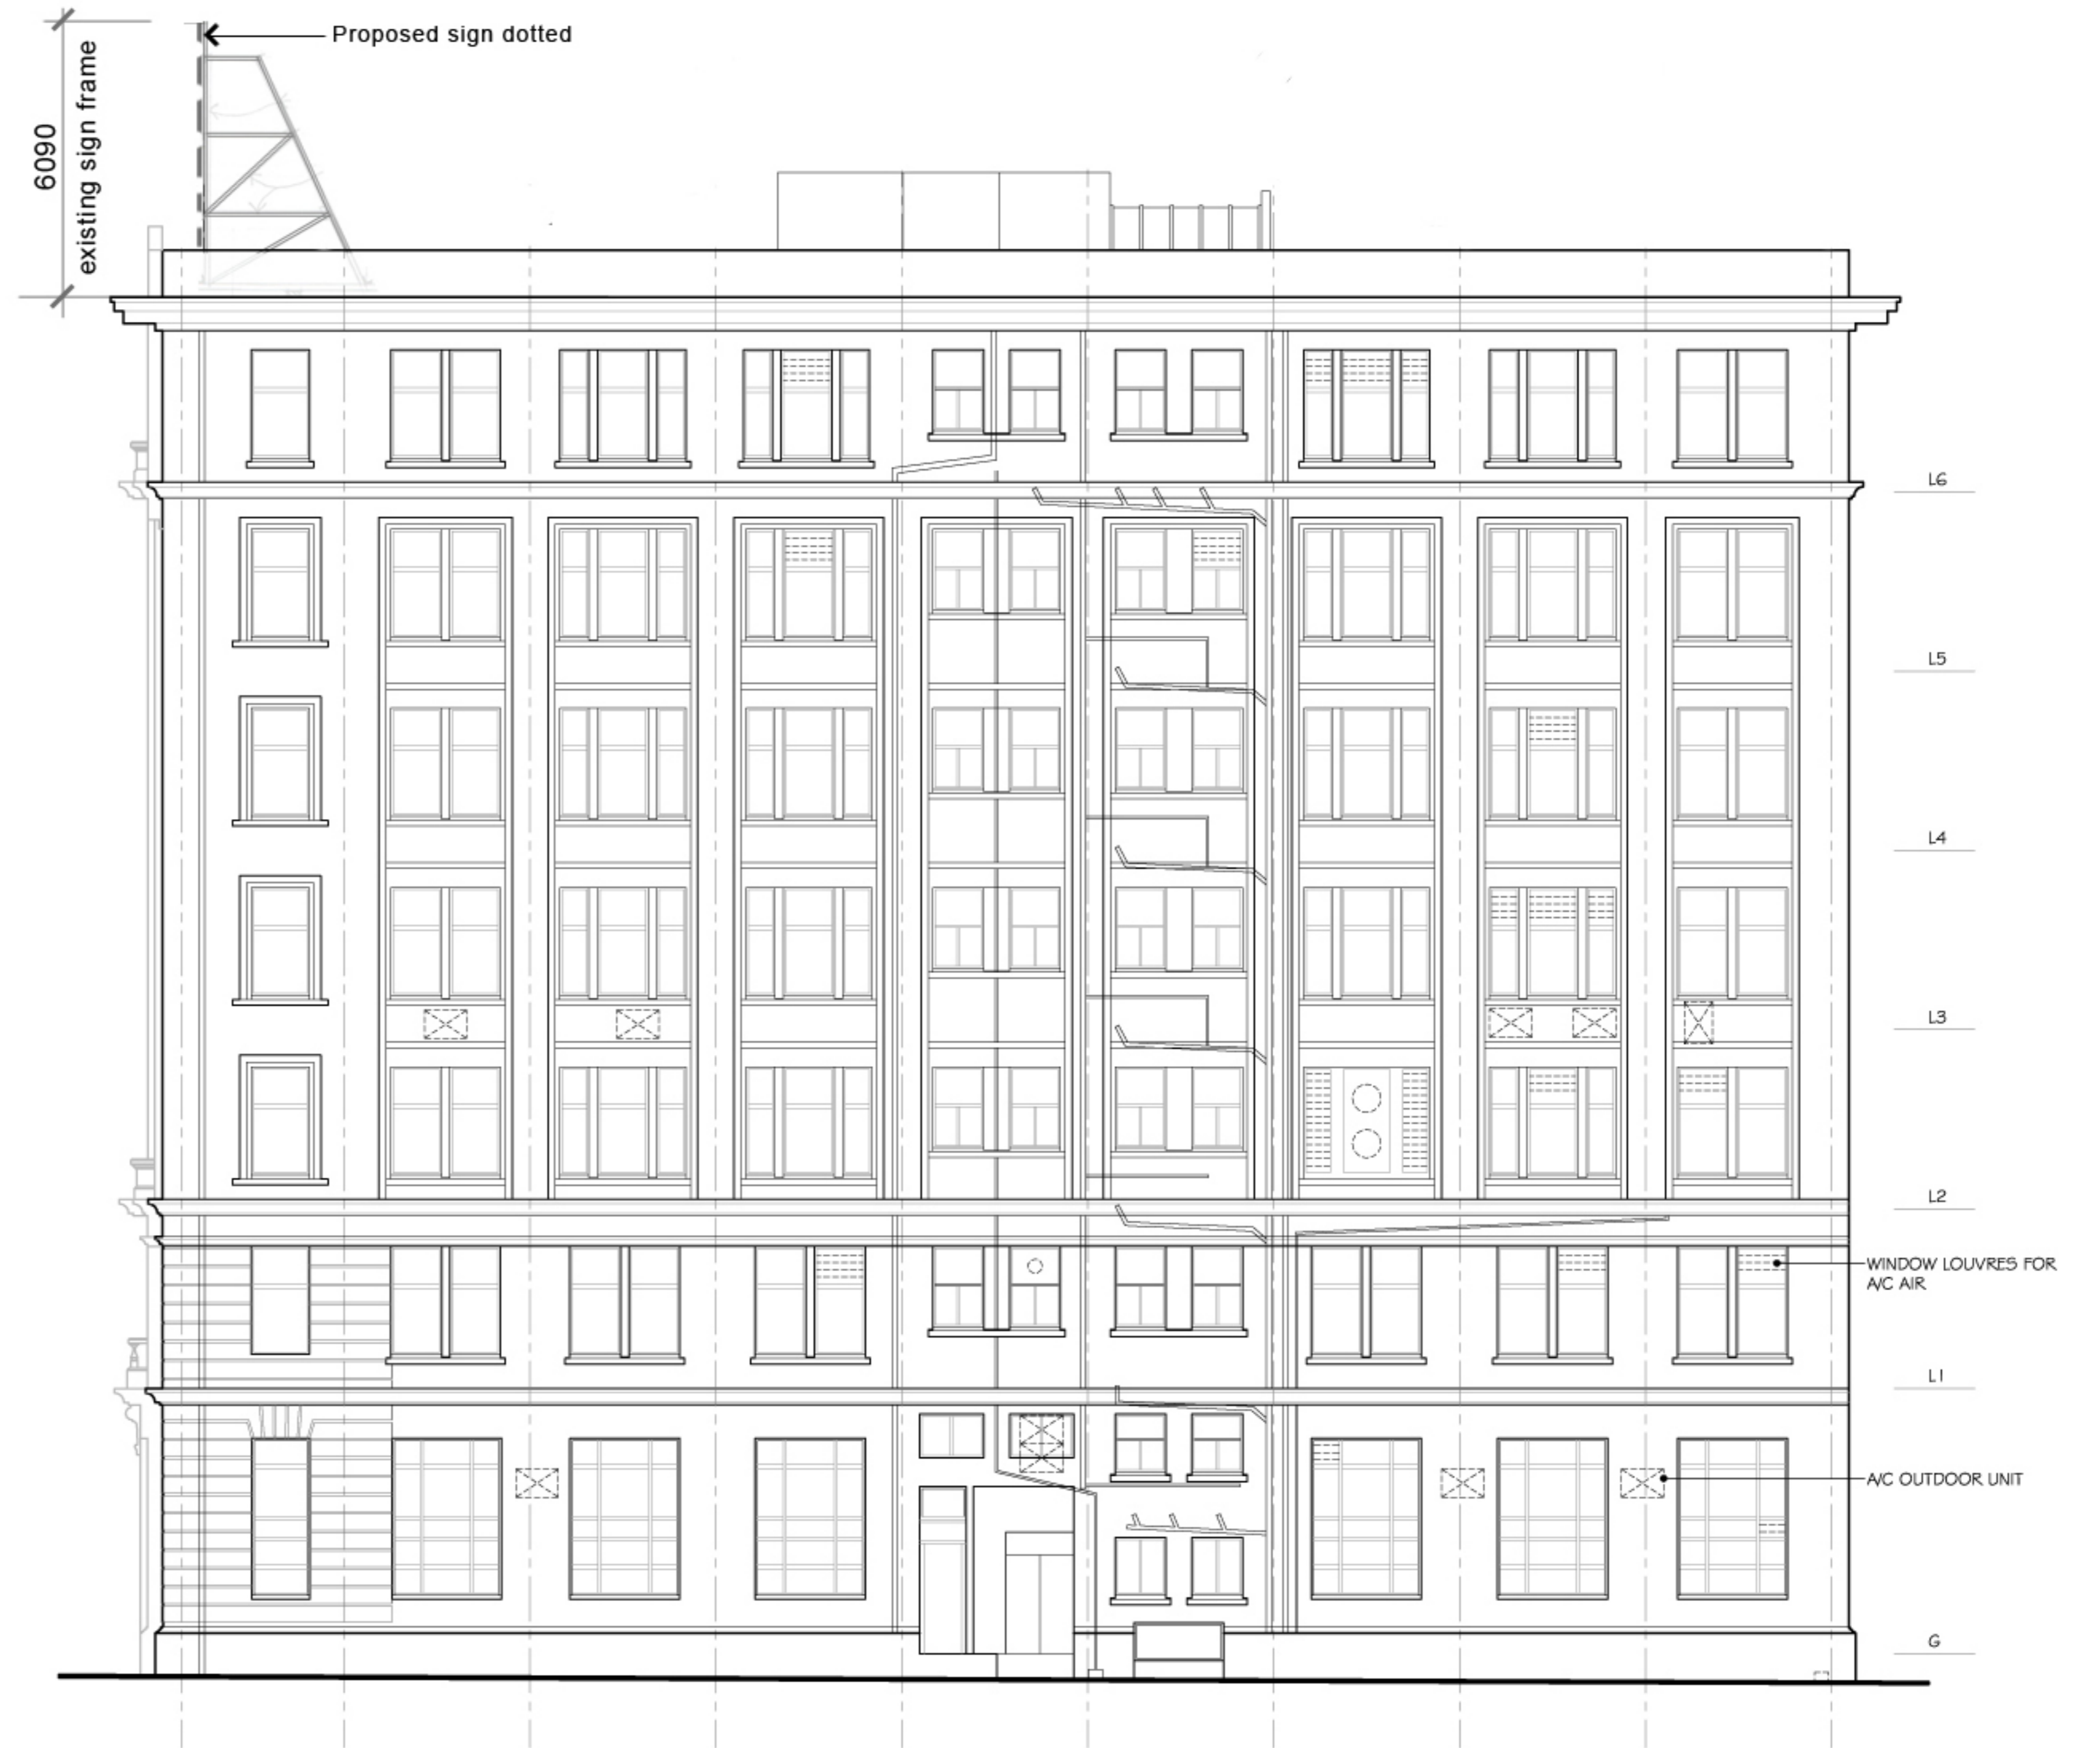 Proposed sign dotted
6090
existing sign frame
L6
L5
L4
L3
L2
WINDOW LOUVRES FOR
A/C AIR
L1
A/C OUTDOOR UNIT
G